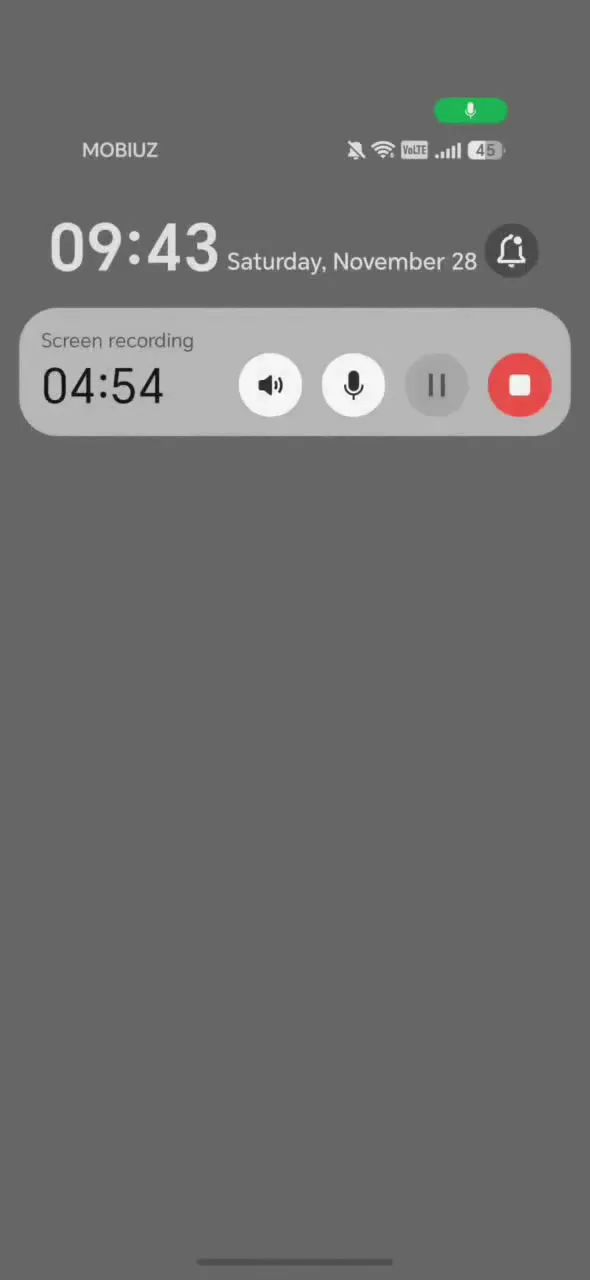 MOBIUZ
VoLTE
45
09:43 Saturday, November 28
Screen recording
04:54